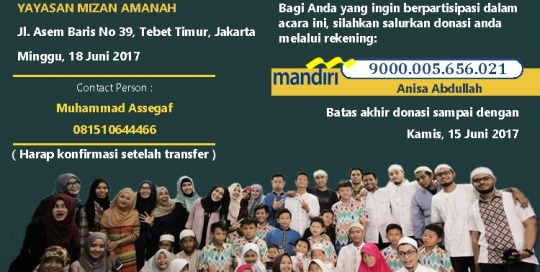 YAYASAN MIZAN AMANAH
Jl. Asem Baris No 39, Tebet Timur, Jakarta
Minggu, 18 Juni 2017
Contact Person :
Muhammad Assegaf
081510644466
( Harap konfirmasi setelah transfer )
Bagi Anda yang ingin berpartisipasi dalam
acara ini, silahkan salurkan donasi anda
melalui rekening:
mandiri 9000.005.656.021
Anisa Abdullah
Batas akhir donasi sampai dengan
Kamis, 15 Juni 2017